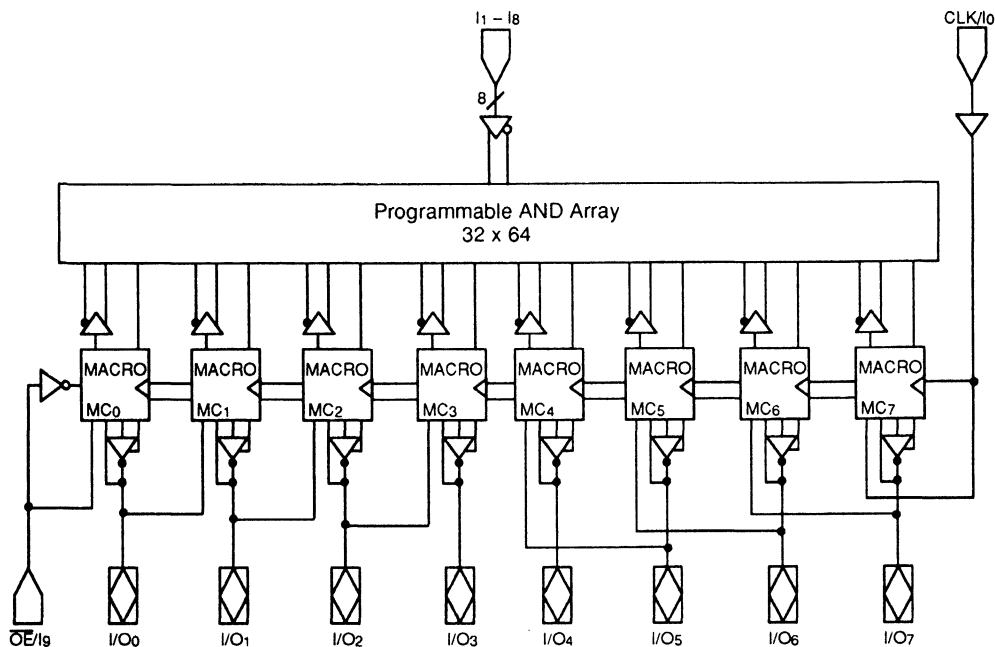 I₁ – I₈
CLK/I₀
8
Programmable AND Array
32 x 64
MACRO MACRO MACRO MACRO MACRO MACRO MACRO MACRO
MC₀ MC₁ MC₂ MC₃ MC₄ MC₅ MC₆ MC₇
O̅E̅/I₉ I/O₀ I/O₁ I/O₂ I/O₃ I/O₄ I/O₅ I/O₆ I/O₇